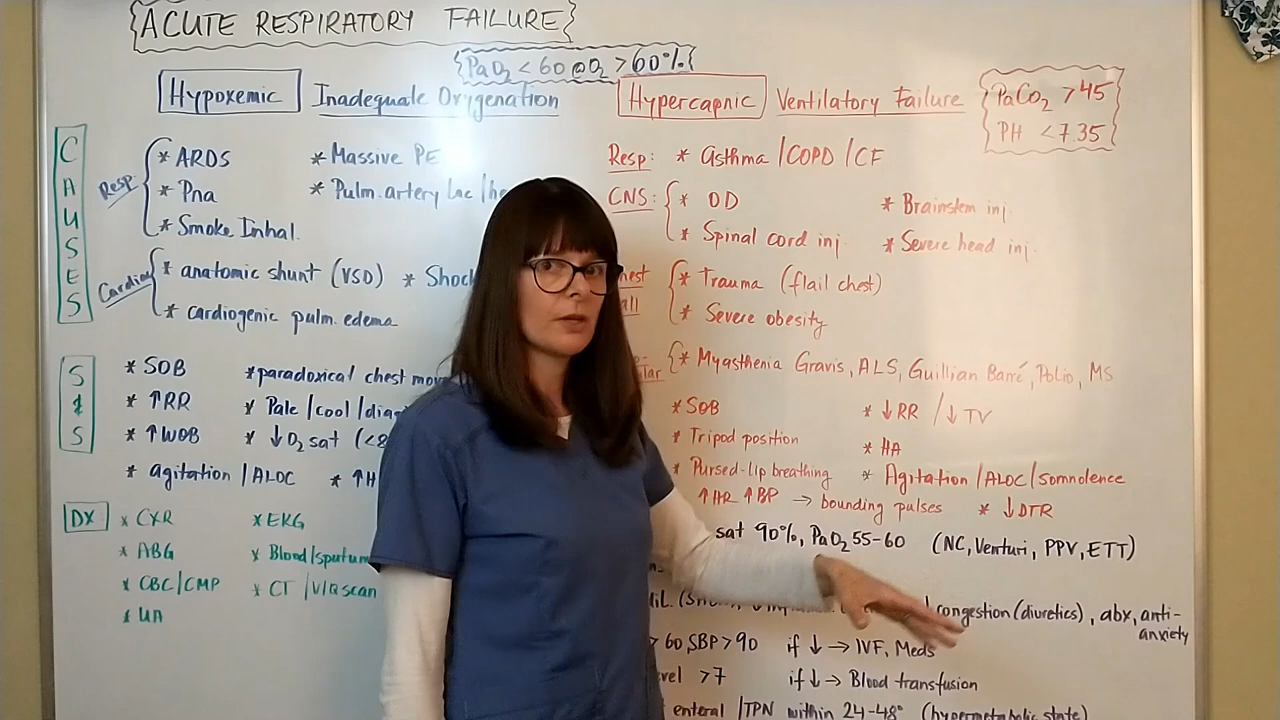 ACUTE RESPIRATORY FAILURE
PaO2 < 60 @O2 > 60%
Hypoxemic Inadequate Oxygenation
Hypercapnic Ventilatory Failure
PaCO2 >45
PH <7.35
CAUSES
Resp
* ARDS * Massive PE
* Pna * Pulm. artery Lac /he
* Smoke Inhal.
Cardiac
* anatomic shunt (VSD) * Shock
* cardiogenic pulm. edema
Resp: * Asthma /COPD /CF
CNS: * OD * Brainstem inj.
* Spinal cord inj. * Severe head inj.
hest
all
* Trauma (flail chest)
* Severe obesity
* Myasthenia Gravis, ALS, Guillian Barré, Polio, MS
S&S
* SOB * paradoxical chest mov
* ↑RR * Pale /cool /dia
* ↑WOB * ↓ O2 sat (<8
* agitation /ALOC * ↑H
* SOB * ↓RR /↓TV
* Tripod position * HA
* Pursed-lip breathing * Agitation/ALOC/somnolence
↑HR ↑BP → bounding pulses * ↓DTR
DX
* CXR * EKG
* ABG * Blood/sputum
* CBC/CMP * CT /V/Q scan
* UA
sat 90%, PaO2 55-60 (NC, Venturi, PPV, ETT)
congestion (diuretics), abx, anti-
anxiety
> 60, SBP > 90 if ↓ → IVF, Meds
vel >7 if ↓ → Blood transfusion
enteral /TPN within 24-48° (hypermetabolic state)